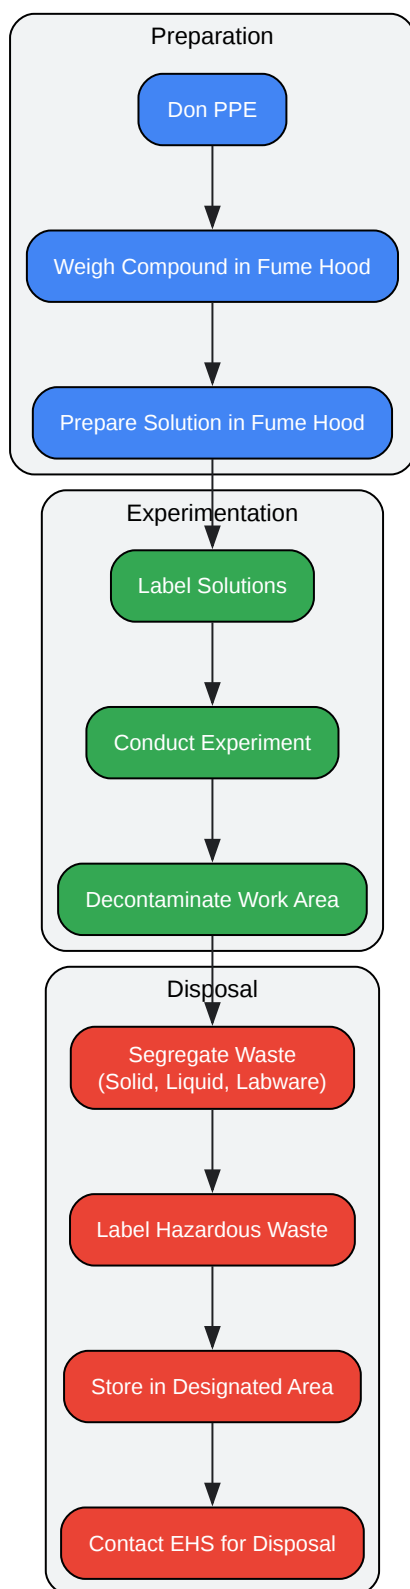 Preparation
Don PPE
Weigh Compound in Fume Hood
Prepare Solution in Fume Hood
Experimentation
Label Solutions
Conduct Experiment
Decontaminate Work Area
Disposal
Segregate Waste
(Solid, Liquid, Labware)
Label Hazardous Waste
Store in Designated Area
Contact EHS for Disposal